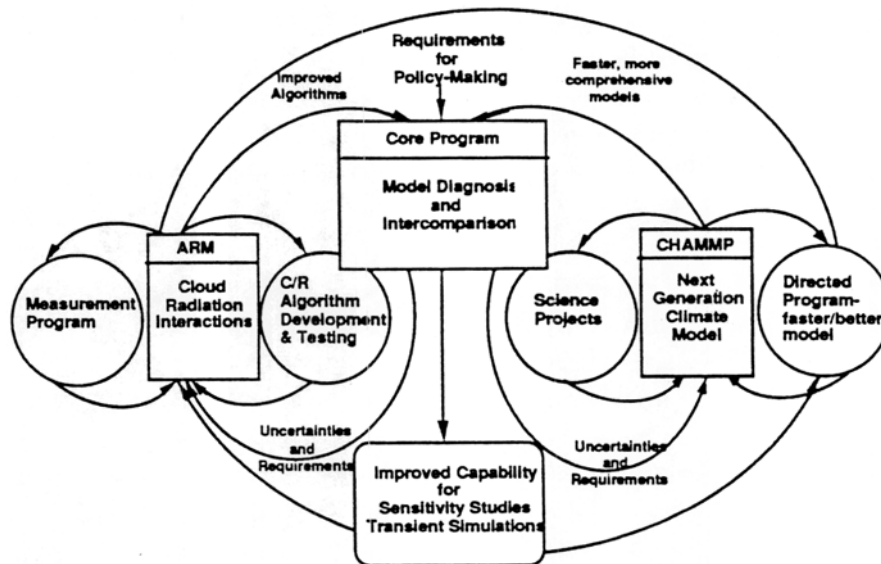 Requirements
for
Policy-Making
Improved
Algorithms
Faster, more
comprehensive
models
Core Program
Model Diagnosis
and
Intercomparison
ARM
Cloud
Radiation
Interactions
Measurement
Program
C/R
Algorithm
Development
& Testing
CHAMMP
Next
Generation
Climate
Model
Science
Projects
Directed
Program-
faster/better
model
Uncertainties
and
Requirements
Uncertainties
and
Requirements
Improved Capability
for
Sensitivity Studies
Transient Simulations